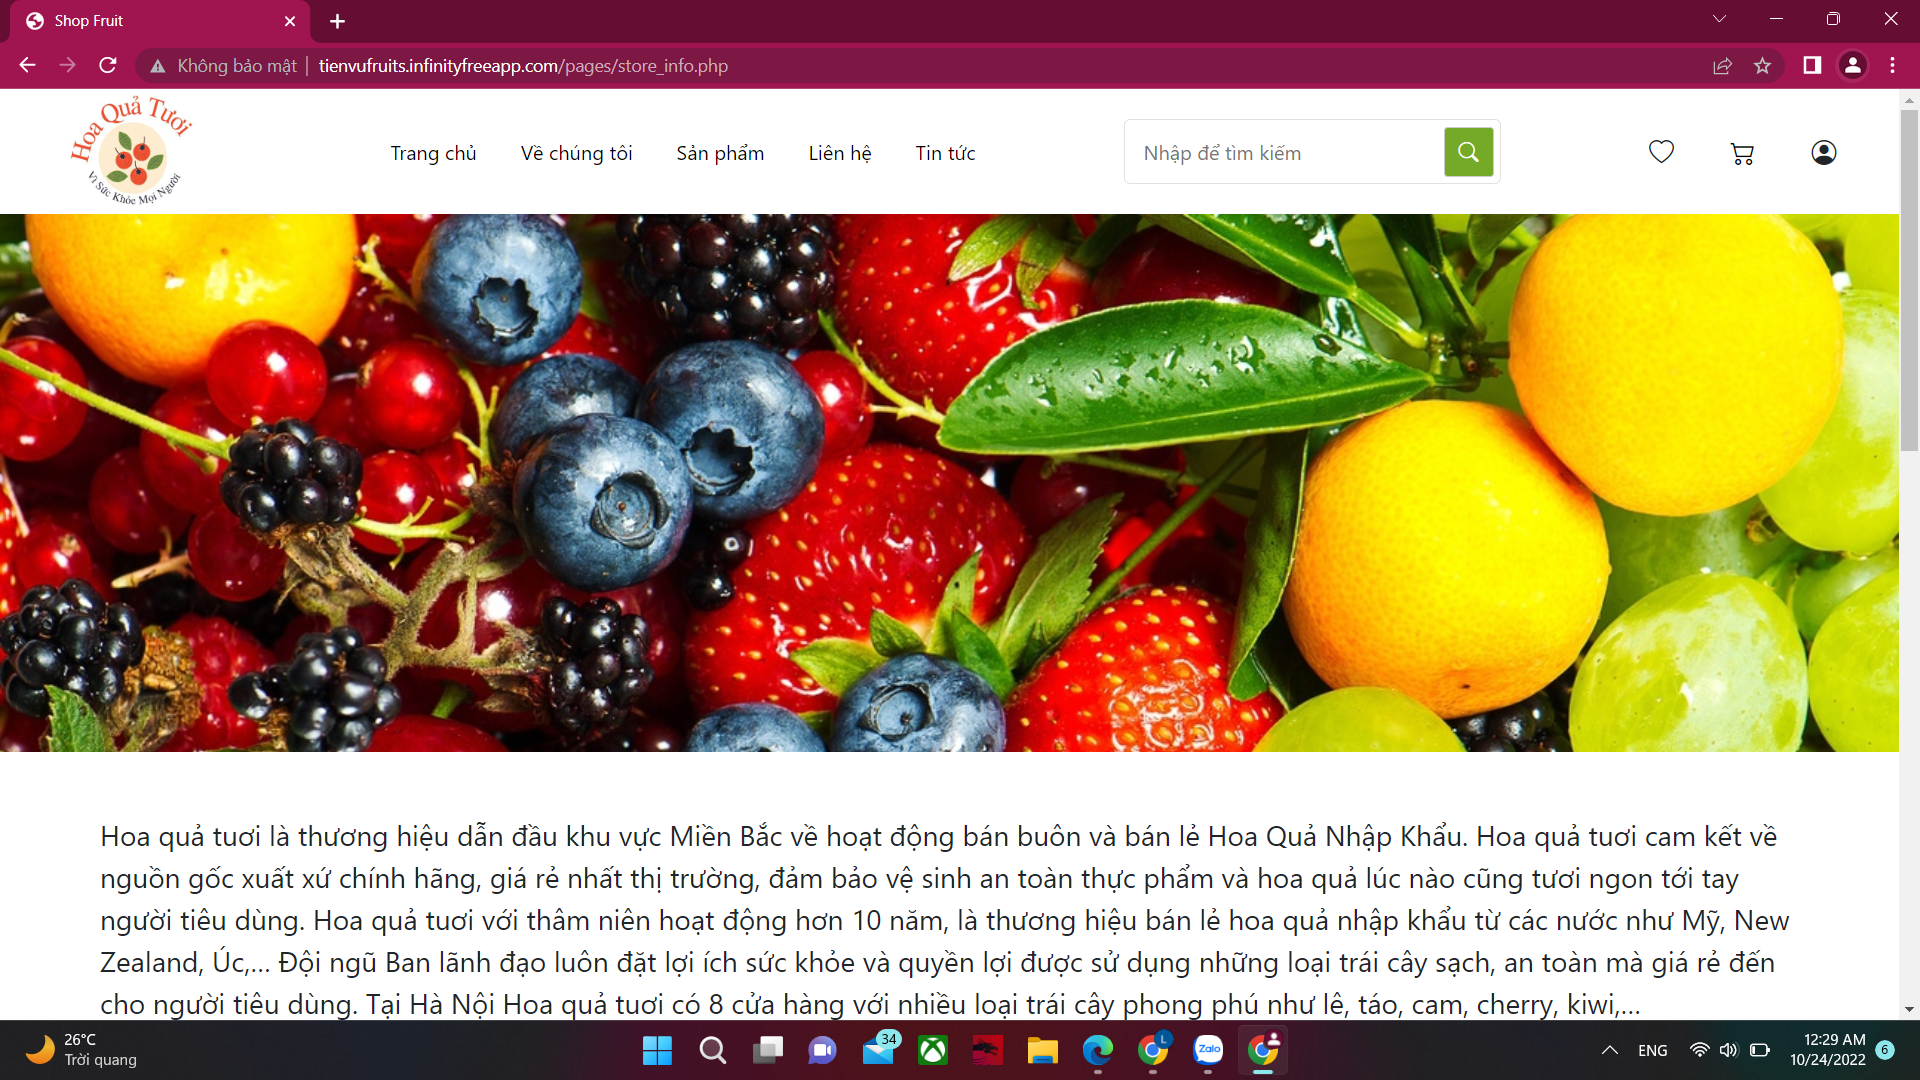 Shop Fruit
Không bảo mật
tienvufruits.infinityfreeapp.com/pages/store_info.php
Hoa Quả Tươi
Vì Sức Khỏe Mọi Người
Trang chủ
Về chúng tôi
Sản phẩm
Liên hệ
Tin tức
Nhập để tìm kiếm
Hoa quả tươi là thương hiệu dẫn đầu khu vực Miền Bắc về hoạt động bán buôn và bán lẻ Hoa Quả Nhập Khẩu. Hoa quả tươi cam kết về
nguồn gốc xuất xứ chính hãng, giá rẻ nhất thị trường, đảm bảo vệ sinh an toàn thực phẩm và hoa quả lúc nào cũng tươi ngon tới tay
người tiêu dùng. Hoa quả tươi với thâm niên hoạt động hơn 10 năm, là thương hiệu bán lẻ hoa quả nhập khẩu từ các nước như Mỹ, New
Zealand, Úc,... Đội ngũ Ban lãnh đạo luôn đặt lợi ích sức khỏe và quyền lợi được sử dụng những loại trái cây sạch, an toàn mà giá rẻ đến
cho người tiêu dùng. Tại Hà Nội Hoa quả tươi có 8 cửa hàng với nhiều loại trái cây phong phú như lê, táo, cam, cherry, kiwi,...
26°C
Trời quang
34
L
Zalo
ENG
12:29 AM
10/24/2022
6